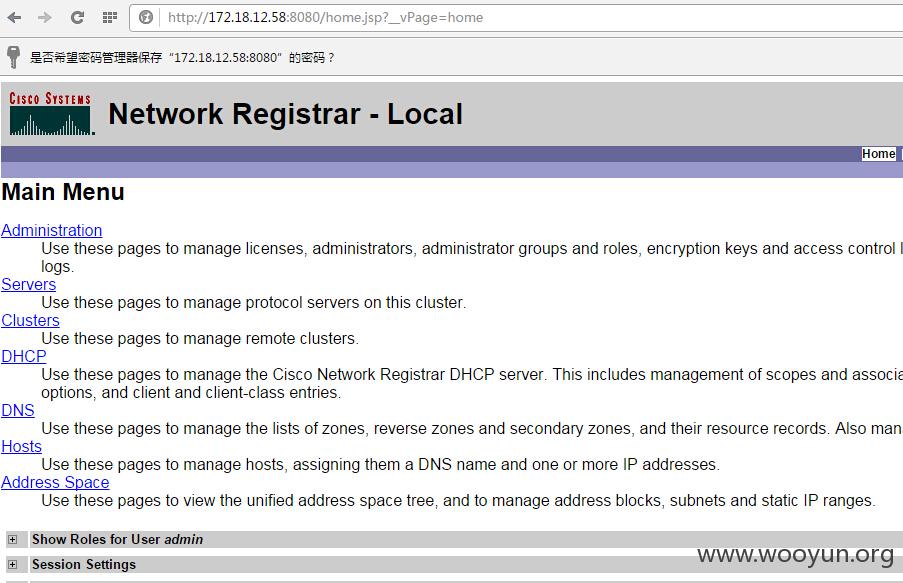 http://172.18.12.58:8080/home.jsp?__vPage=home
是否希望密码管理器保存“172.18.12.58:8080”的密码？
CISCO SYSTEMS
Network Registrar - Local
Home
Main Menu
Administration
Use these pages to manage licenses, administrators, administrator groups and roles, encryption keys and access control
logs.
Servers
Use these pages to manage protocol servers on this cluster.
Clusters
Use these pages to manage remote clusters.
DHCP
Use these pages to manage the Cisco Network Registrar DHCP server. This includes management of scopes and
options, and client and client-class entries.
DNS
Use these pages to manage the lists of zones, reverse zones and secondary zones, and their resource records. Also
Hosts
Use these pages to manage hosts, assigning them a DNS name and one or more IP addresses.
Address Space
Use these pages to view the unified address space tree, and to manage address blocks, subnets and static IP ranges.
Show Roles for User admin
Session Settings
www.wooyun.org